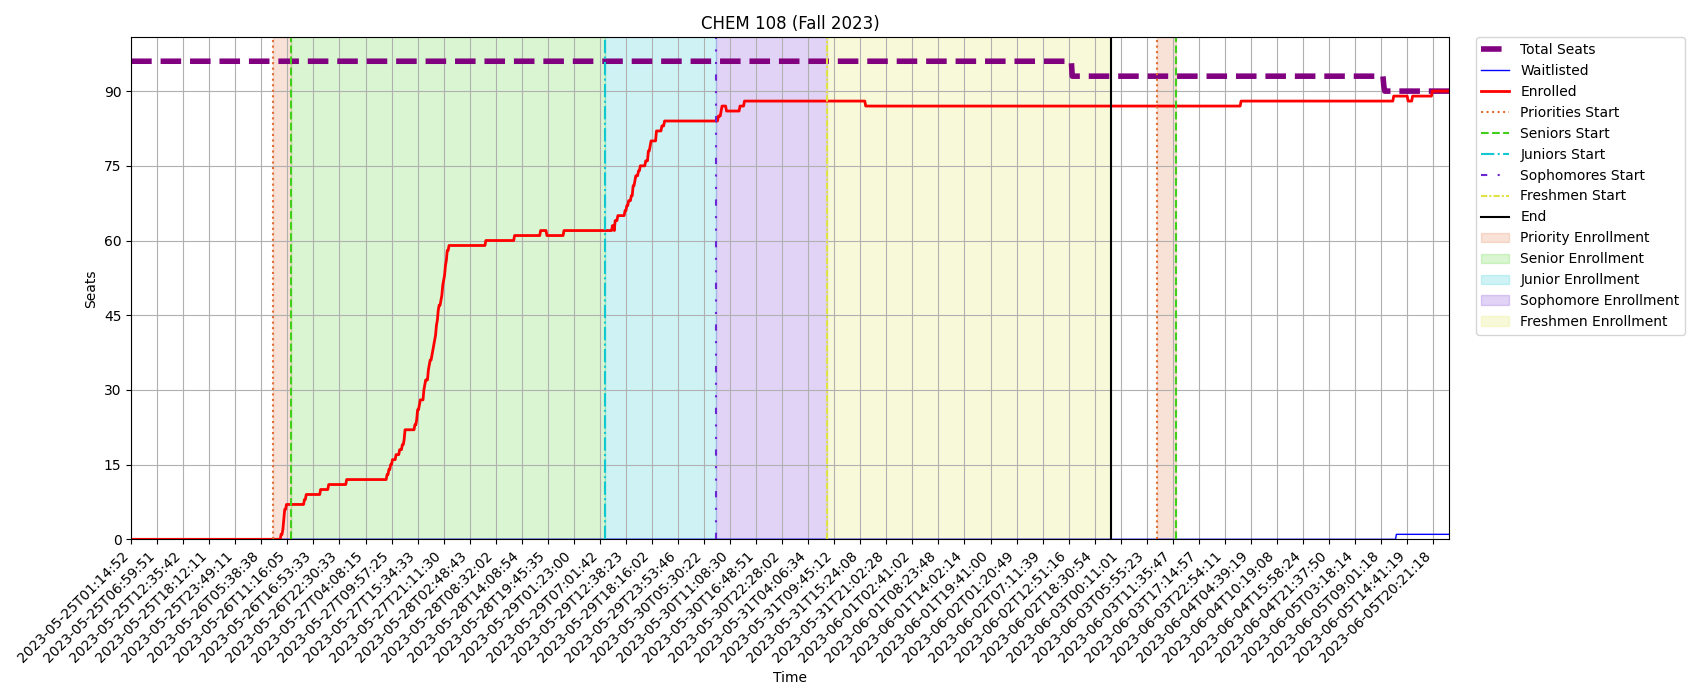 CHEM 108 (Fall 2023)
Total Seats
Waitlisted
Enrolled
Priorities Start
Seniors Start
Juniors Start
Sophomores Start
Freshmen Start
End
Priority Enrollment
Senior Enrollment
Junior Enrollment
Sophomore Enrollment
Freshmen Enrollment
Seats
90
75
60
45
30
15
0
2023-05-25T01:14:52
2023-05-25T06:59:51
2023-05-25T12:35:42
2023-05-25T18:12:11
2023-05-25T23:49:11
2023-05-26T05:38:38
2023-05-26T11:16:05
2023-05-26T16:53:33
2023-05-26T22:30:33
2023-05-27T04:08:15
2023-05-27T09:57:25
2023-05-27T15:34:33
2023-05-27T21:11:30
2023-05-28T02:48:43
2023-05-28T08:32:02
2023-05-28T14:08:54
2023-05-28T19:45:35
2023-05-29T01:23:00
2023-05-29T07:01:42
2023-05-29T12:38:23
2023-05-29T18:16:02
2023-05-29T23:53:46
2023-05-30T05:30:22
2023-05-30T11:08:30
2023-05-30T16:48:51
2023-05-30T22:28:02
2023-05-31T04:06:34
2023-05-31T09:45:12
2023-05-31T15:24:08
2023-05-31T21:02:28
2023-06-01T02:41:02
2023-06-01T08:23:48
2023-06-01T14:02:14
2023-06-01T19:41:00
2023-06-02T01:20:49
2023-06-02T07:11:39
2023-06-02T12:51:16
2023-06-02T18:30:54
2023-06-03T00:11:01
2023-06-03T05:55:23
2023-06-03T11:35:47
2023-06-03T17:14:57
2023-06-03T22:54:11
2023-06-04T04:39:19
2023-06-04T10:19:08
2023-06-04T15:58:24
2023-06-04T21:37:50
2023-06-05T03:18:14
2023-06-05T09:01:18
2023-06-05T14:41:19
2023-06-05T20:21:18
Time